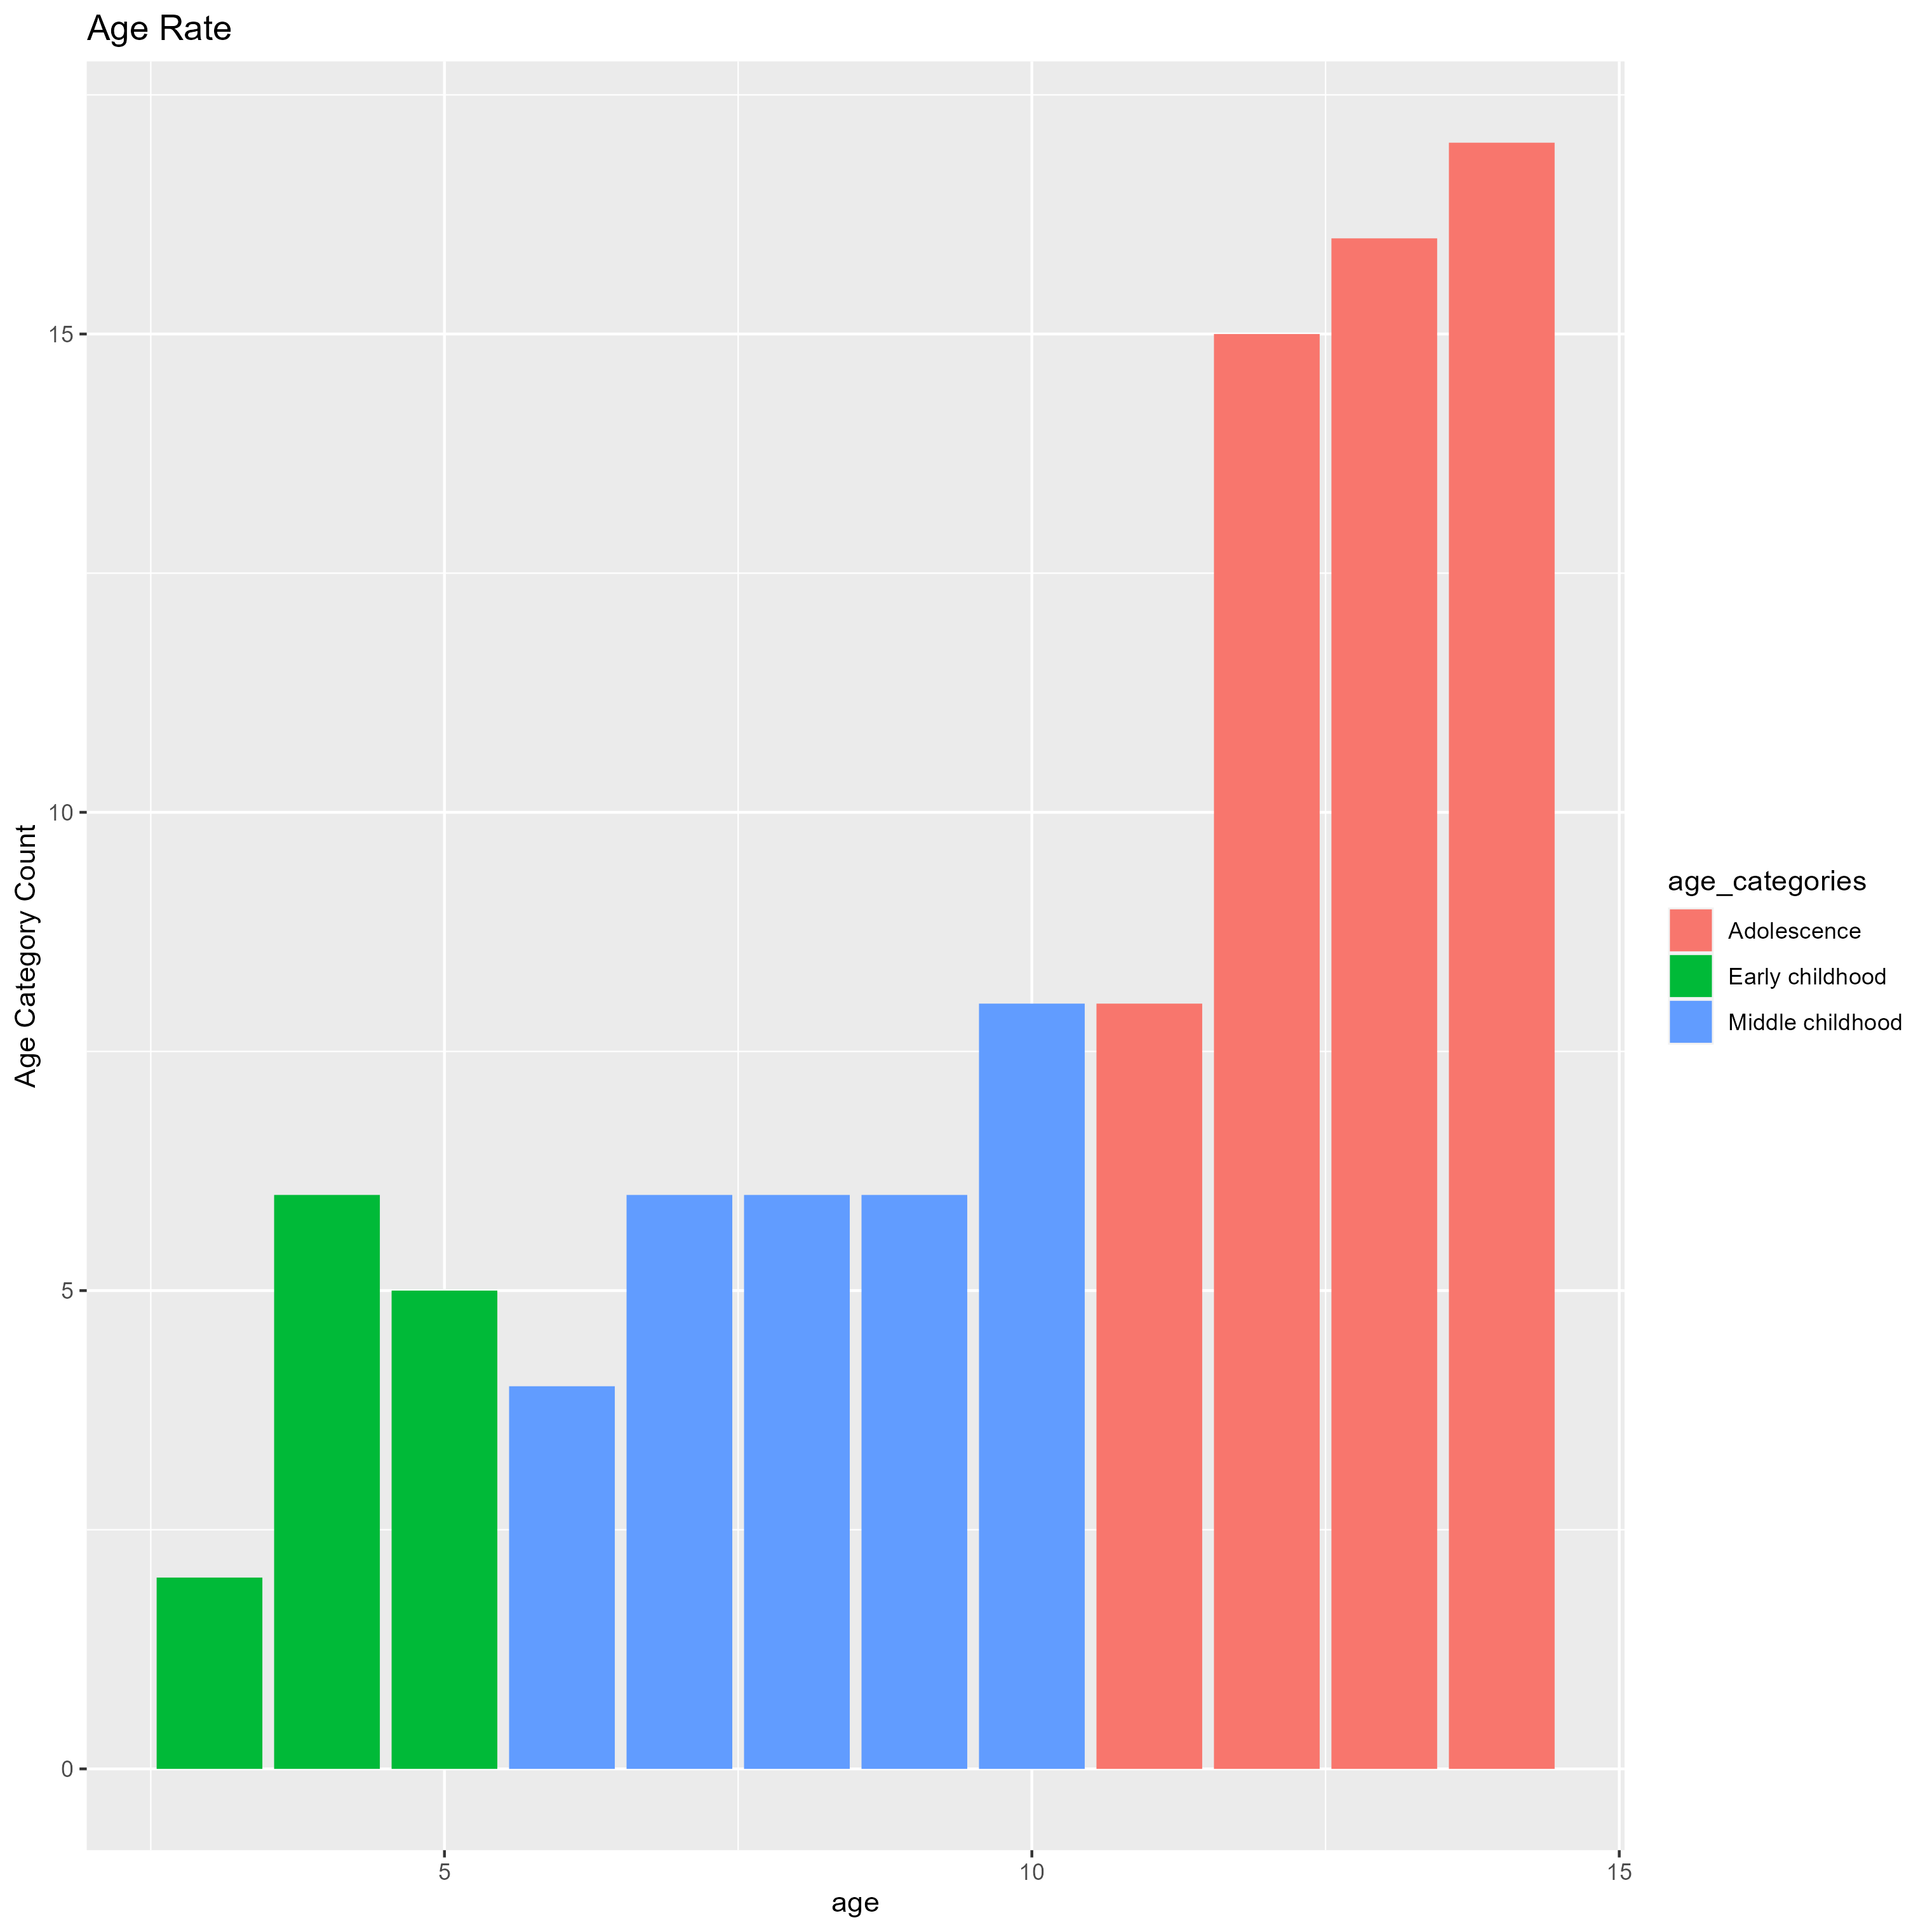 Age Rate
Age Category Count
15
10
5
0
5
10
15
age
age_categories
Adolescence
Early childhood
Middle childhood